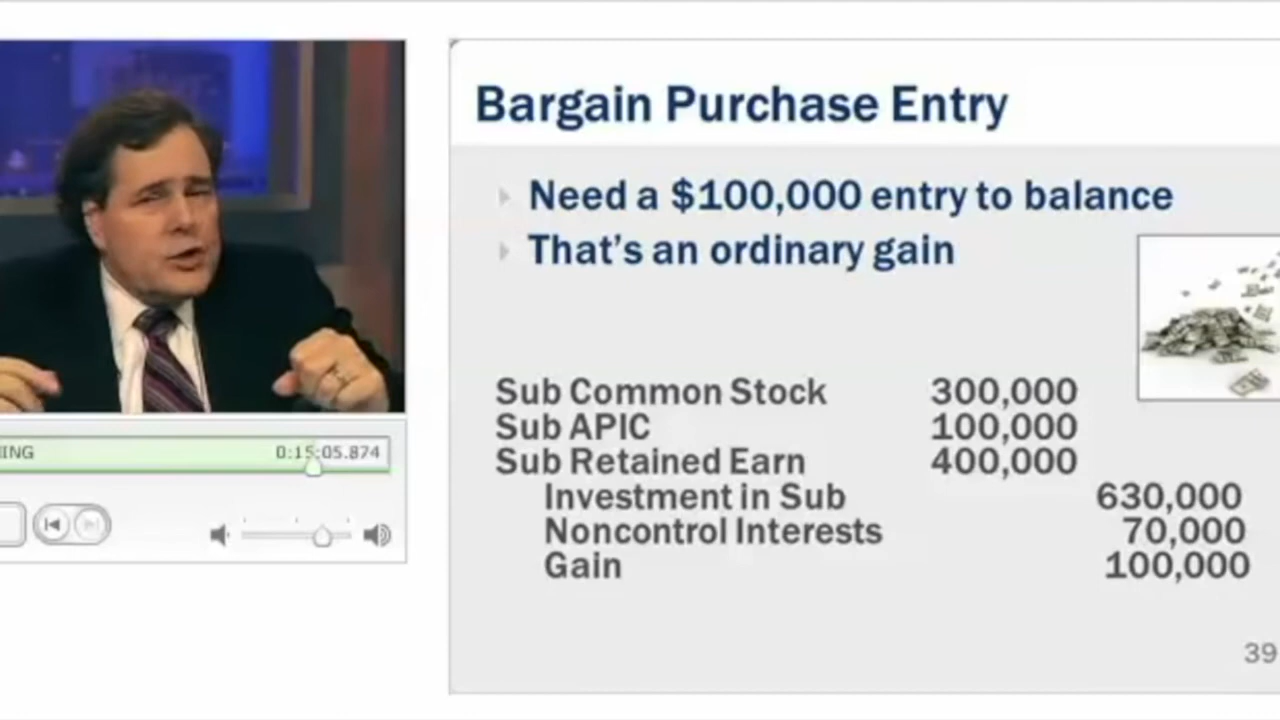 Bargain Purchase Entry
Need a $100,000 entry to balance
That's an ordinary gain
Sub Common Stock 300,000
Sub APIC 100,000
Sub Retained Earn 400,000
Investment in Sub 630,000
Noncontrol Interests 70,000
Gain 100,000
ING 0:15:05.874
39